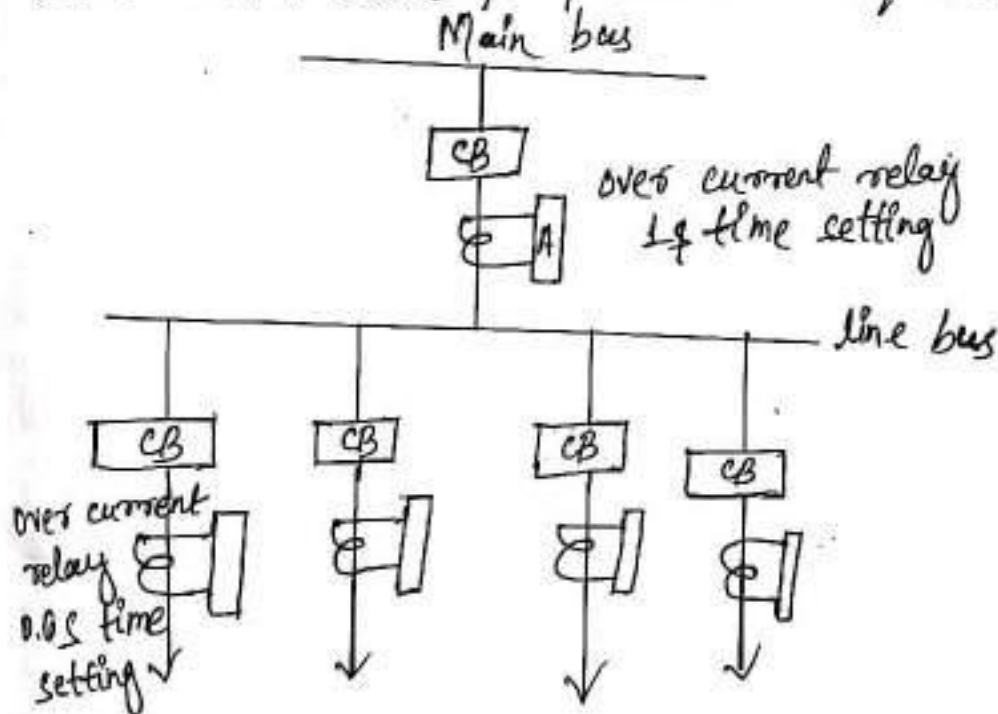 Main bus
CB
over current relay
1s time setting
A
line bus
CB
CB
CB
CB
over current
relay
0.0s time
setting